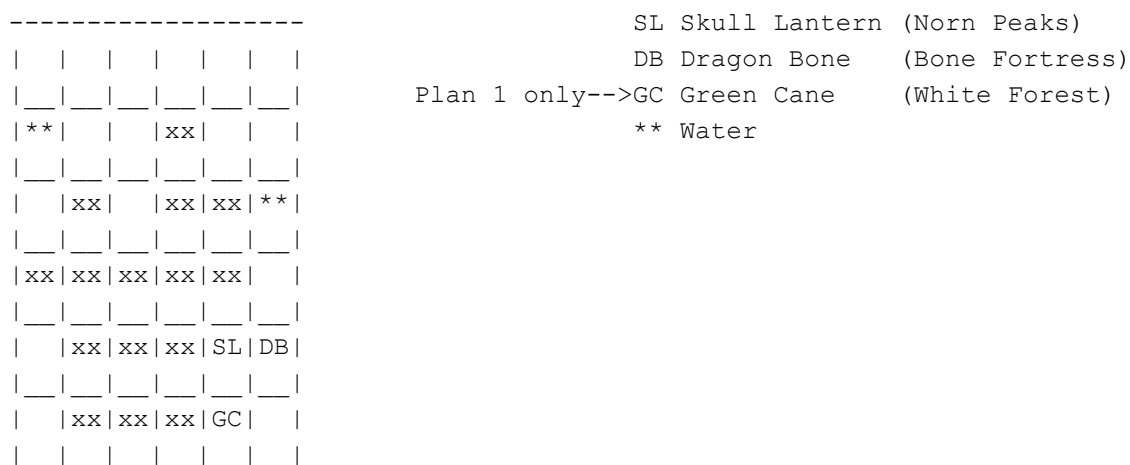 -------------------                     SL Skull Lantern (Norn Peaks)
|  |  |  |  |  |  |                     DB Dragon Bone   (Bone Fortress)
|__|__|__|__|__|__|       Plan 1 only-->GC Green Cane    (White Forest)
|**|  |  |xx|  |  |                     ** Water
|__|__|__|__|__|__|
|  |xx|  |xx|xx|**|
|__|__|__|__|__|__|
|xx|xx|xx|xx|xx|  |
|__|__|__|__|__|__|
|  |xx|xx|xx|SL|DB|
|__|__|__|__|__|__|
|  |xx|xx|xx|GC|  |
|  |  |  |  |  |  |